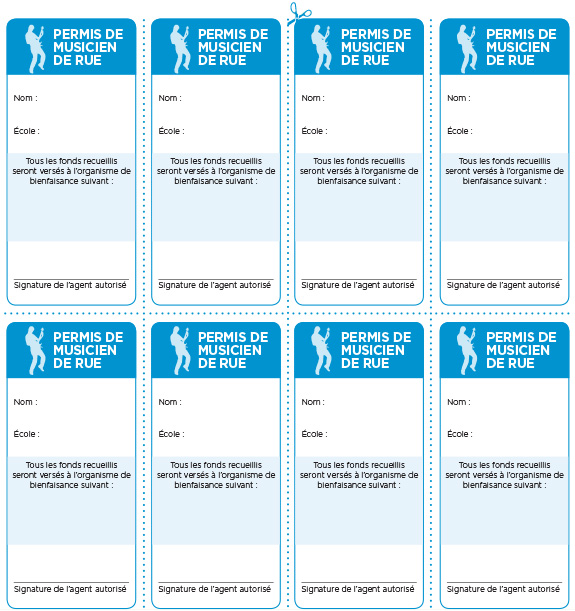 PERMIS DE
MUSICIEN
DE RUE
Nom :
École :
Tous les fonds recueillis
seront versés à l'organisme de
bienfaisance suivant :
Signature de l'agent autorisé
PERMIS DE
MUSICIEN
DE RUE
Nom :
École :
Tous les fonds recueillis
seront versés à l'organisme de
bienfaisance suivant :
Signature de l'agent autorisé
PERMIS DE
MUSICIEN
DE RUE
Nom :
École :
Tous les fonds recueillis
seront versés à l'organisme de
bienfaisance suivant :
Signature de l'agent autorisé
PERMIS DE
MUSICIEN
DE RUE
Nom :
École :
Tous les fonds recueillis
seront versés à l'organisme de
bienfaisance suivant :
Signature de l'agent autorisé
PERMIS DE
MUSICIEN
DE RUE
Nom :
École :
Tous les fonds recueillis
seront versés à l'organisme de
bienfaisance suivant :
Signature de l'agent autorisé
PERMIS DE
MUSICIEN
DE RUE
Nom :
École :
Tous les fonds recueillis
seront versés à l'organisme de
bienfaisance suivant :
Signature de l'agent autorisé
PERMIS DE
MUSICIEN
DE RUE
Nom :
École :
Tous les fonds recueillis
seront versés à l'organisme de
bienfaisance suivant :
Signature de l'agent autorisé
PERMIS DE
MUSICIEN
DE RUE
Nom :
École :
Tous les fonds recueillis
seront versés à l'organisme de
bienfaisance suivant :
Signature de l'agent autorisé